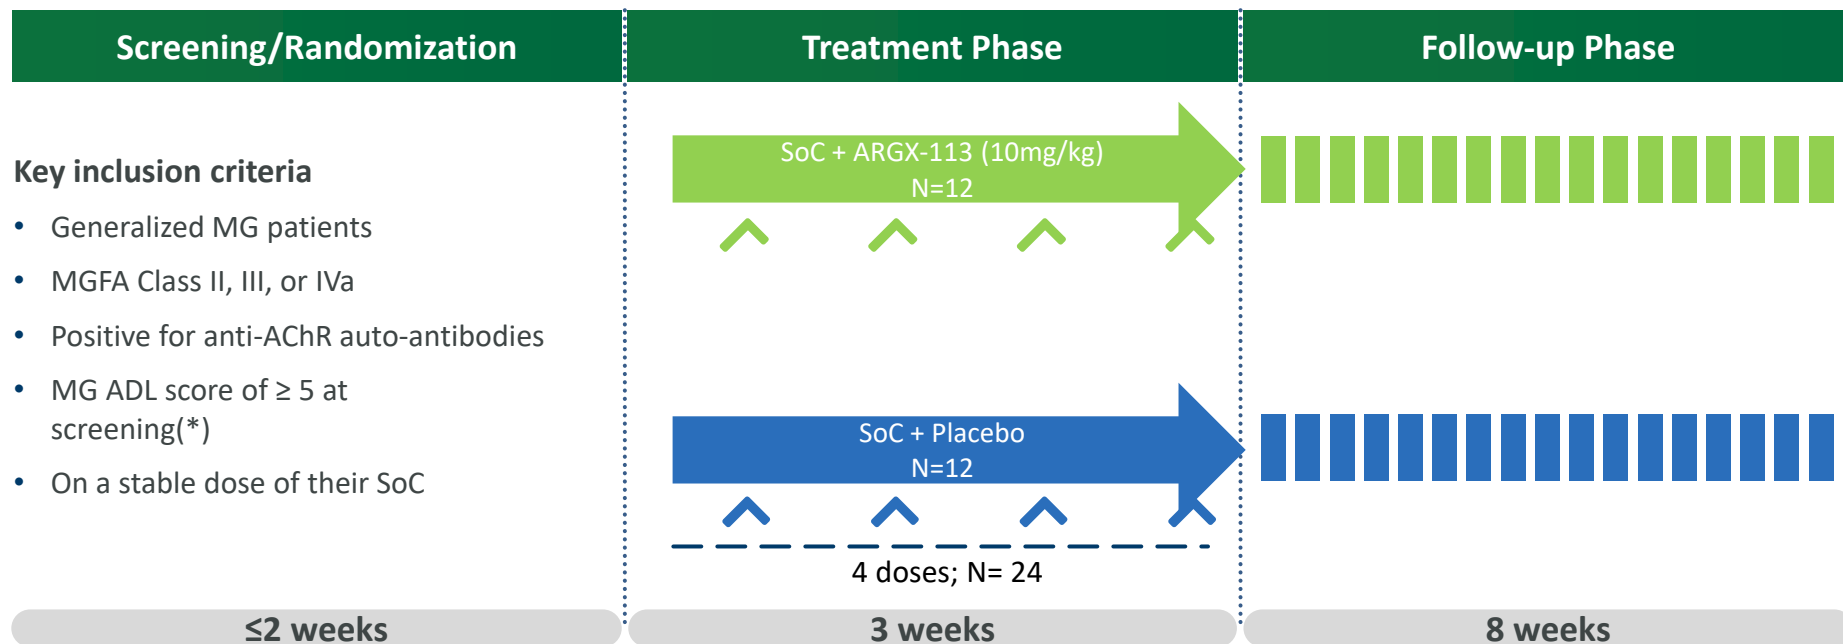 Screening/Randomization
Treatment Phase
Follow-up Phase
Key inclusion criteria
• Generalized MG patients
• MGFA Class II, III, or IVa
• Positive for anti-AChR auto-antibodies
• MG ADL score of ≥ 5 at
screening(*)
• On a stable dose of their SoC
SoC + ARGX-113 (10mg/kg)
N=12
SoC + Placebo
N=12
4 doses; N= 24
≤2 weeks
3 weeks
8 weeks